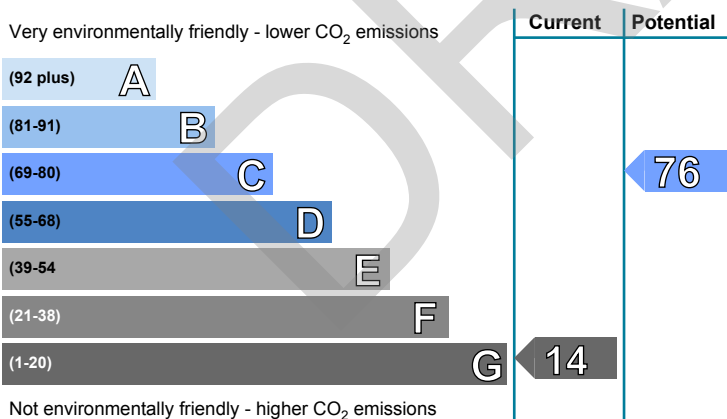 Current Potential
Very environmentally friendly - lower CO2 emissions
(92 plus) A
(81-91) B
(69-80) C
76
(55-68) D
(39-54 E
(21-38) F
(1-20) G
14
Not environmentally friendly - higher CO2 emissions